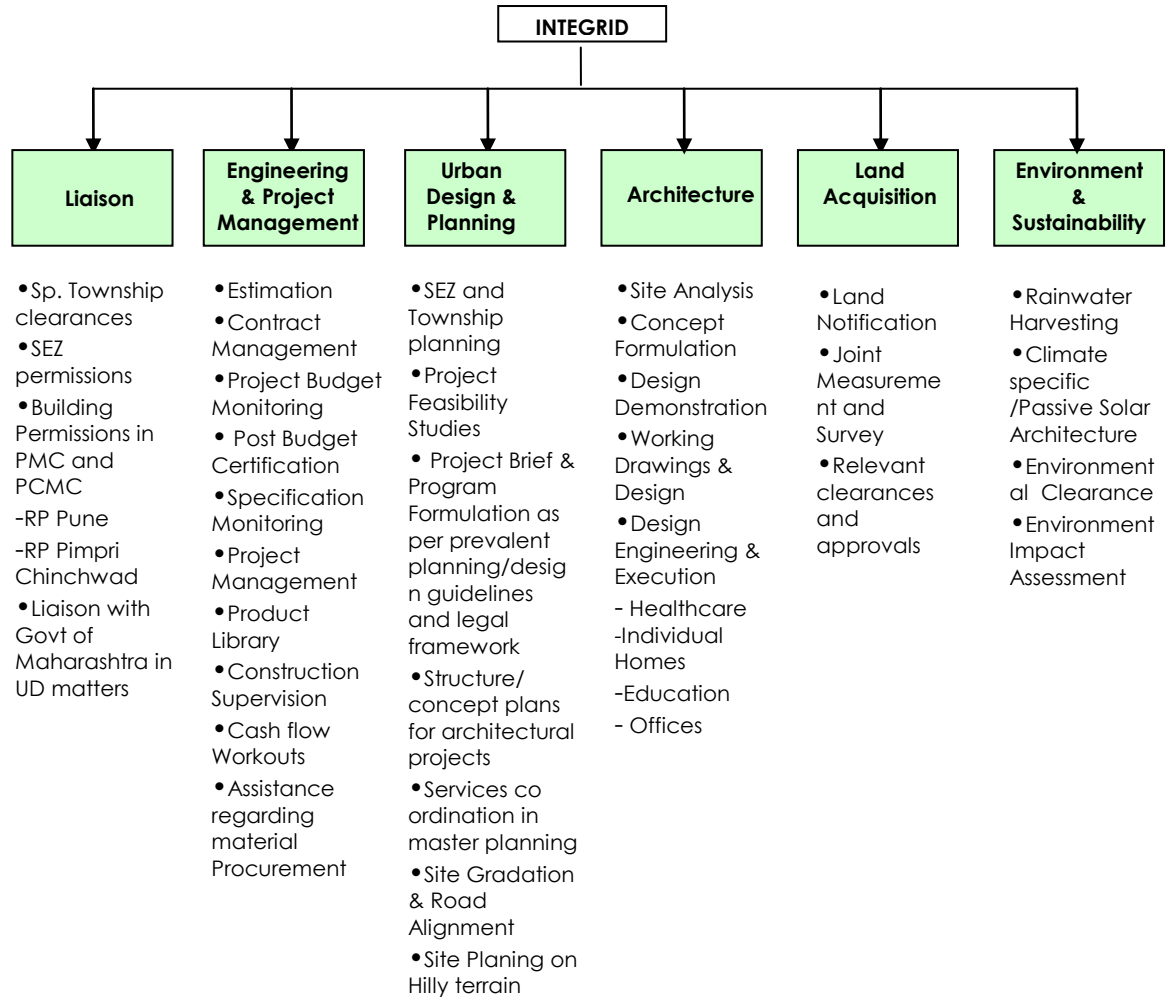 INTEGRID
Liaison
•Sp. Township
clearances
•SEZ
permissions
•Building
Permissions in
PMC and
PCMC
-RP Pune
-RP Pimpri
Chinchwad
•Liaison with
Govt of
Maharashtra in
UD matters
Engineering
& Project
Management
•Estimation
•Contract
Management
•Project Budget
Monitoring
• Post Budget
Certification
•Specification
Monitoring
•Project
Management
•Product
Library
•Construction
Supervision
•Cash flow
Workouts
•Assistance
regarding
material
Procurement
Urban
Design &
Planning
•SEZ and
Township
planning
•Project
Feasibility
Studies
• Project Brief &
Program
Formulation as
per prevalent
planning/desig
n guidelines
and legal
framework
•Structure/
concept plans
for architectural
projects
•Services co
ordination in
master planning
•Site Gradation
& Road
Alignment
•Site Planing on
Hilly terrain
Architecture
•Site Analysis
•Concept
Formulation
•Design
Demonstration
•Working
Drawings &
Design
•Design
Engineering &
Execution
- Healthcare
-Individual
Homes
-Education
- Offices
Land
Acquisition
•Land
Notification
•Joint
Measureme
nt and
Survey
•Relevant
clearances
and
approvals
Environment
&
Sustainability
•Rainwater
Harvesting
•Climate
specific
/Passive Solar
Architecture
•Environment
al Clearance
•Environment
Impact
Assessment